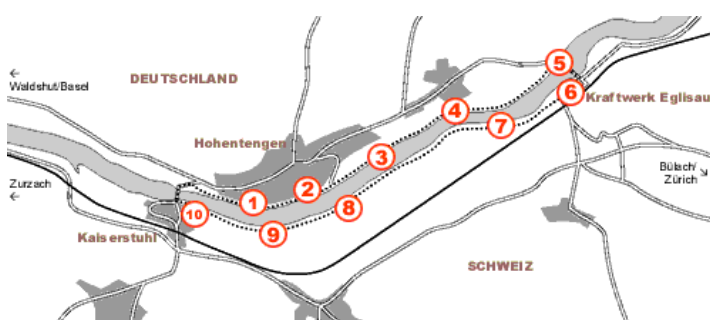 ←
Waldshut/Basel
DEUTSCHLAND
5
6
Kraftwerk Eglisau
4
7
Hohentengen
3
Bülach/
Zürich
↘
Zurzach
←
1
2
8
10
9
Kaiserstuhl
SCHWEIZ